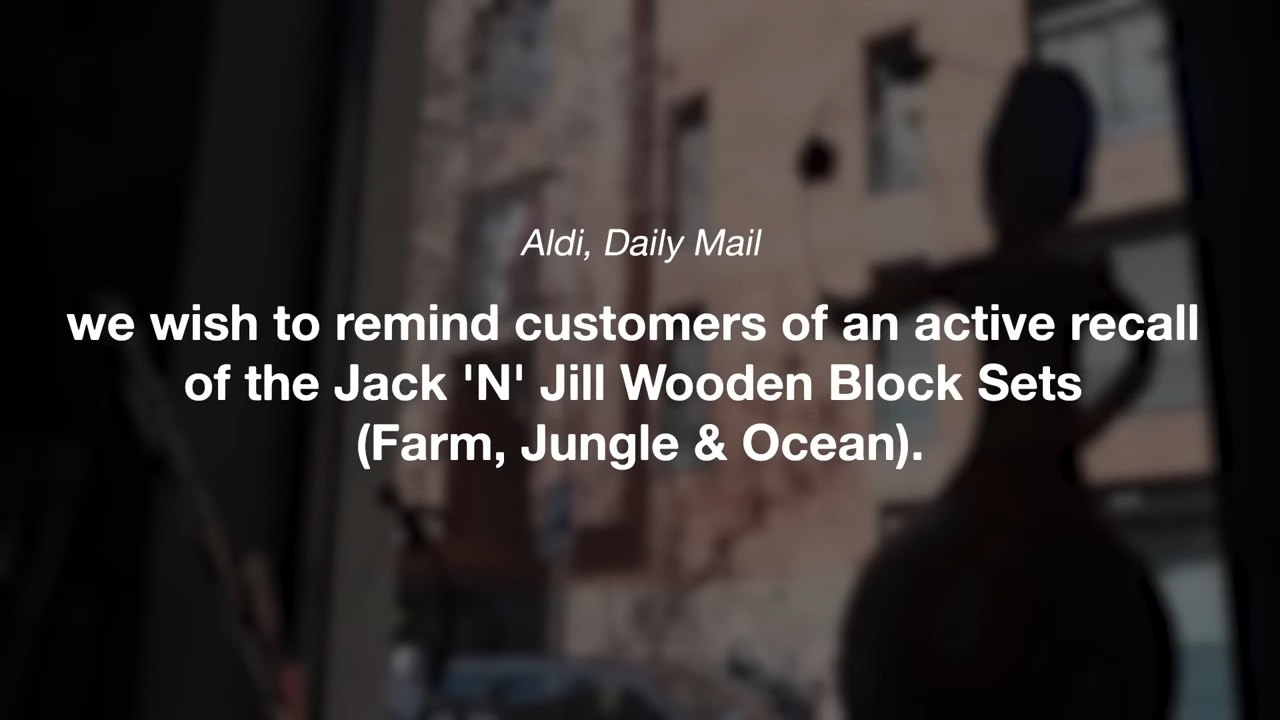 Aldi, Daily Mail
we wish to remind customers of an active recall
of the Jack 'N' Jill Wooden Block Sets
(Farm, Jungle & Ocean).